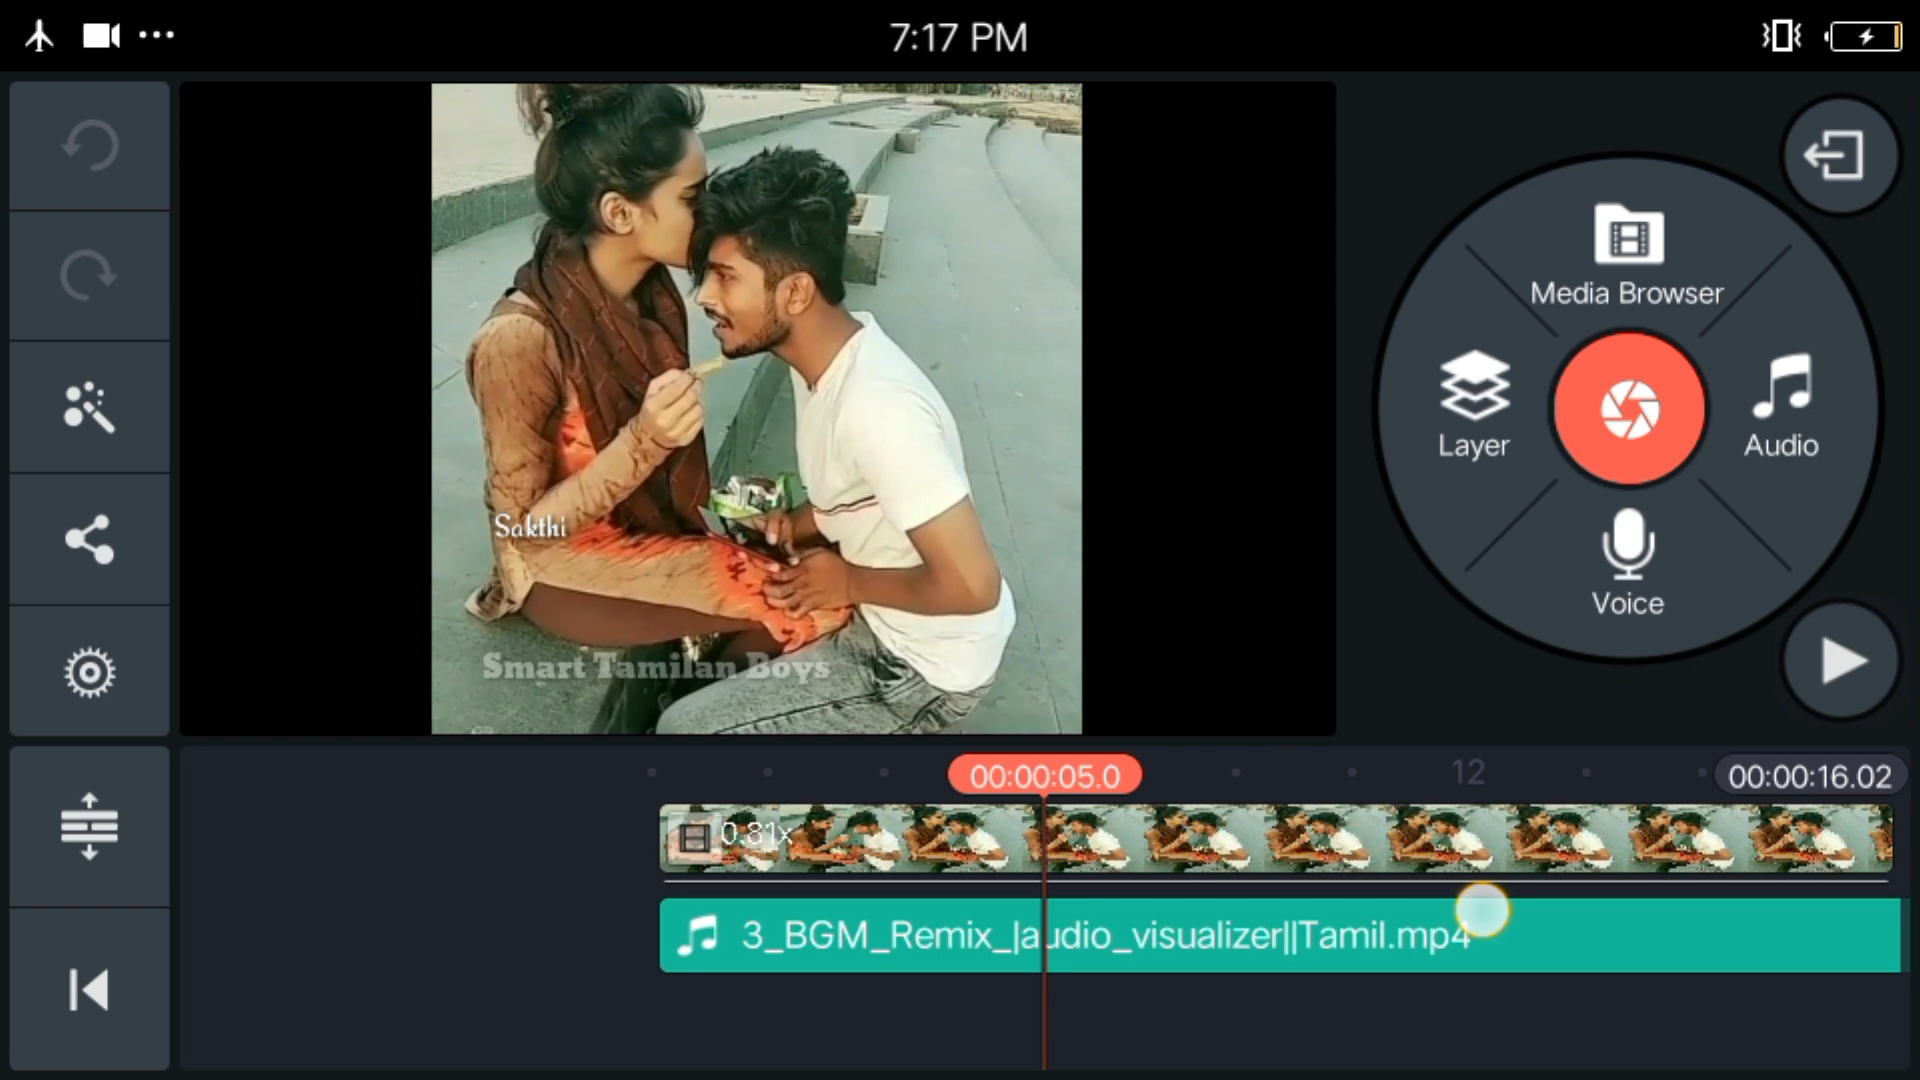 7:17 PM
Media Browser
Layer
Audio
Voice
Sakthi
Smart Tamilan Boys
00:00:05.0
12
00:00:16.02
0.81x
3_BGM_Remix_|audio_visualizer||Tamil.mp4